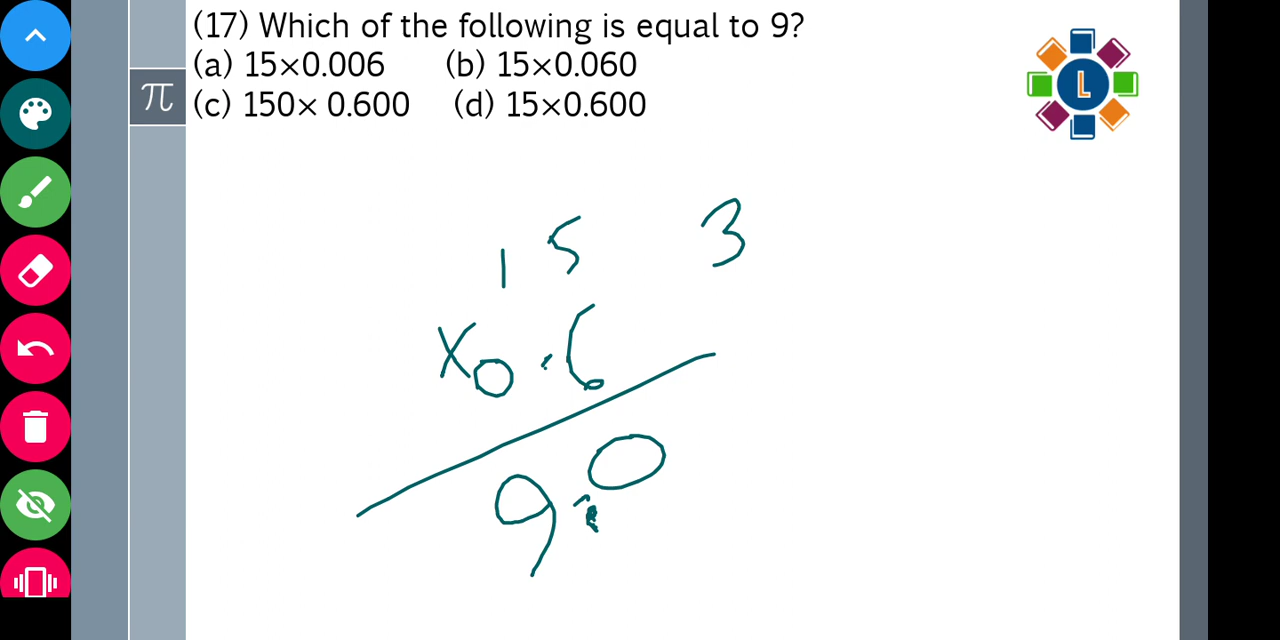 (17) Which of the following is equal to 9?
(a) 15×0.006 (b) 15×0.060
π (c) 150× 0.600 (d) 15×0.600
L
15 3
×0.6
9.0